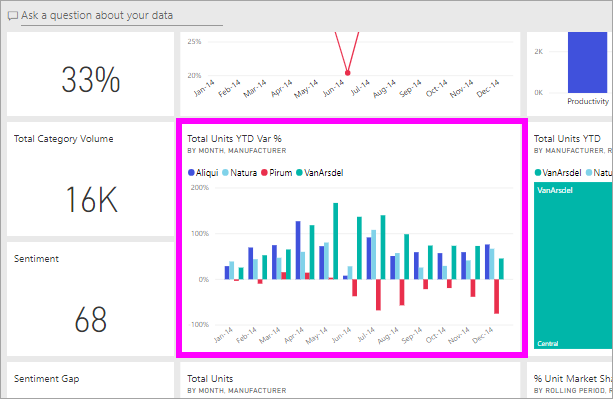 Ask a question about your data
33%
25%
20%
Jan-14 Feb-14 Mar-14 Apr-14 May-14 Jun-14 Jul-14 Aug-14 Sep-14 Oct-14 Nov-14 Dec-14
2K
0K
Productivity
Total Category Volume
16K
Total Units YTD Var %
BY MONTH, MANUFACTURER
Aliqui Natura Pirum VanArsdel
200%
100%
0%
100%
Jan-14 Feb-14 Mar-14 Apr-14 May-14 Jun-14 Jul-14 Aug-14 Sep-14 Oct-14 Nov-14 Dec-14
Total Units YTD
BY MANUFACTURER, R
VanArsdel Natu
VanArsdel
Central
Sentiment
68
Sentiment Gap
Total Units
BY MONTH, MANUFACTURER
% Unit Market Sha
BY ROLLING PERIOD, R